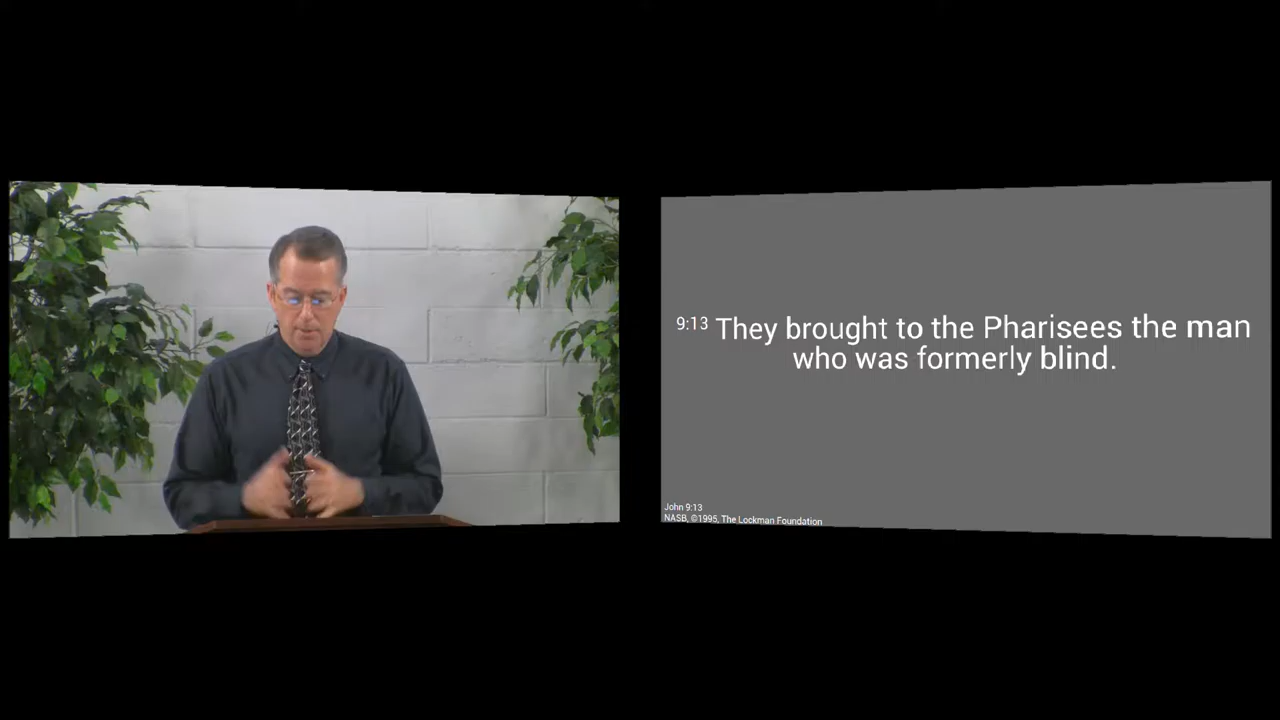 9:13 They brought to the Pharisees the man
who was formerly blind.
John 9:13
NASB, ©1995, The Lockman Foundation